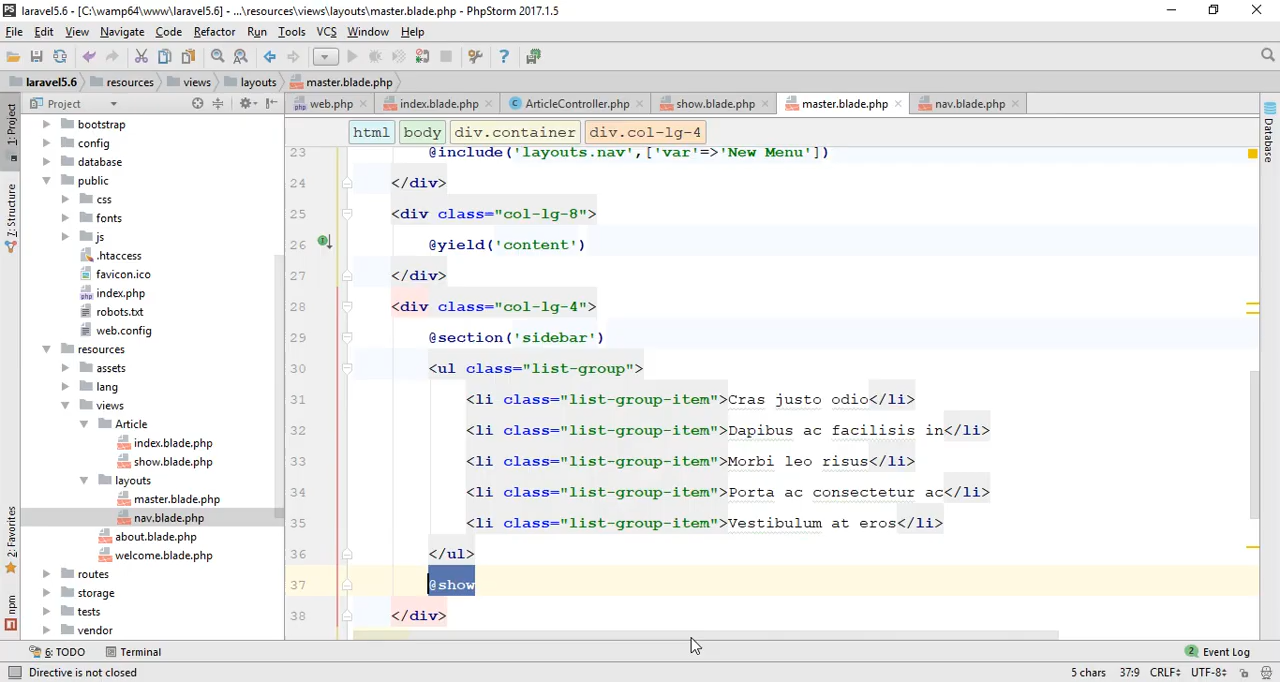 laravel5.6 - [C:\wamp64\www\laravel5.6] - ...\resources\views\layouts\master.blade.php - PhpStorm 2017.1.5
File Edit View Navigate Code Refactor Run Tools VCS Window Help
laravel5.6 resources views layouts master.blade.php
Project
web.php index.blade.php ArticleController.php show.blade.php master.blade.php nav.blade.php
html body div.container div.col-lg-4
1: Project
7: Structure
2: Favorites
npm
Database
bootstrap
config
database
public
css
fonts
js
.htaccess
favicon.ico
index.php
robots.txt
web.config
resources
assets
lang
views
Article
index.blade.php
show.blade.php
layouts
master.blade.php
nav.blade.php
about.blade.php
welcome.blade.php
routes
storage
tests
vendor
23 @include('layouts.nav',['var'=>'New Menu'])
24 </div>
25 <div class="col-lg-8">
26 @yield('content')
27 </div>
28 <div class="col-lg-4">
29 @section('sidebar')
30 <ul class="list-group">
31 <li class="list-group-item">Cras justo odio</li>
32 <li class="list-group-item">Dapibus ac facilisis in</li>
33 <li class="list-group-item">Morbi leo risus</li>
34 <li class="list-group-item">Porta ac consectetur ac</li>
35 <li class="list-group-item">Vestibulum at eros</li>
36 </ul>
37 @show
38 </div>
6: TODO Terminal 2 Event Log
Directive is not closed 5 chars 37:9 CRLF UTF-8